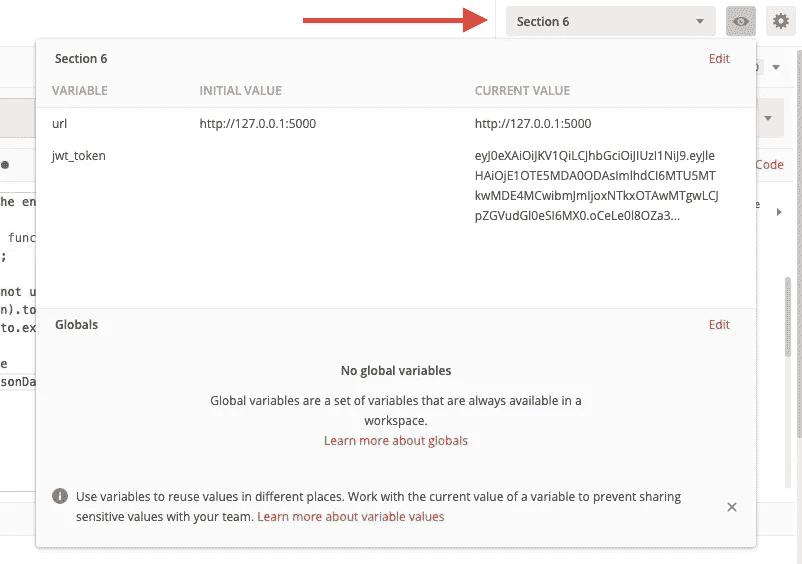 Section 6
Section 6 Edit
VARIABLE INITIAL VALUE CURRENT VALUE
url http://127.0.0.1:5000 http://127.0.0.1:5000
jwt_token eyJ0eXAiOiJKV1QiLCJhbGciOiJIUzI1NiJ9.eyJle
HAiOjE1OTE5MDA0ODAsImlhdCI6MTU5MT
kwMDE4MCwibmJmIjoxNTkxOTAwMTgwLCJ
pZGVudGl0eSI6MX0.oCeLe0l8OZa3...
Code
he en
func
;
not u
n).to
to.ex
e
sonDa
Globals Edit
No global variables
Global variables are a set of variables that are always available in a
workspace.
Learn more about globals
Use variables to reuse values in different places. Work with the current value of a variable to prevent sharing
sensitive values with your team. Learn more about variable values